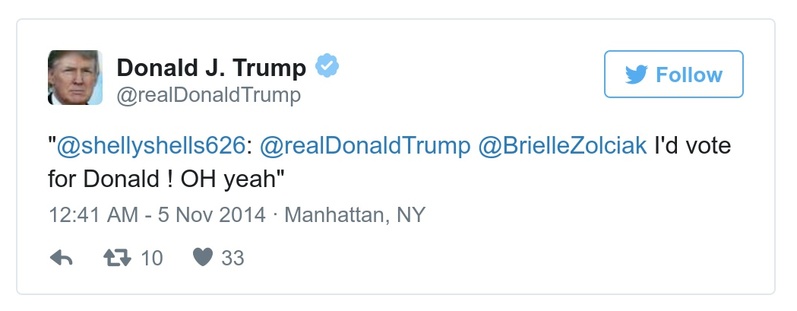 Donald J. Trump
@realDonaldTrump
Follow
"@shellyshells626: @realDonaldTrump @BrielleZolciak I'd vote
for Donald ! OH yeah"
12:41 AM - 5 Nov 2014 · Manhattan, NY
10 33